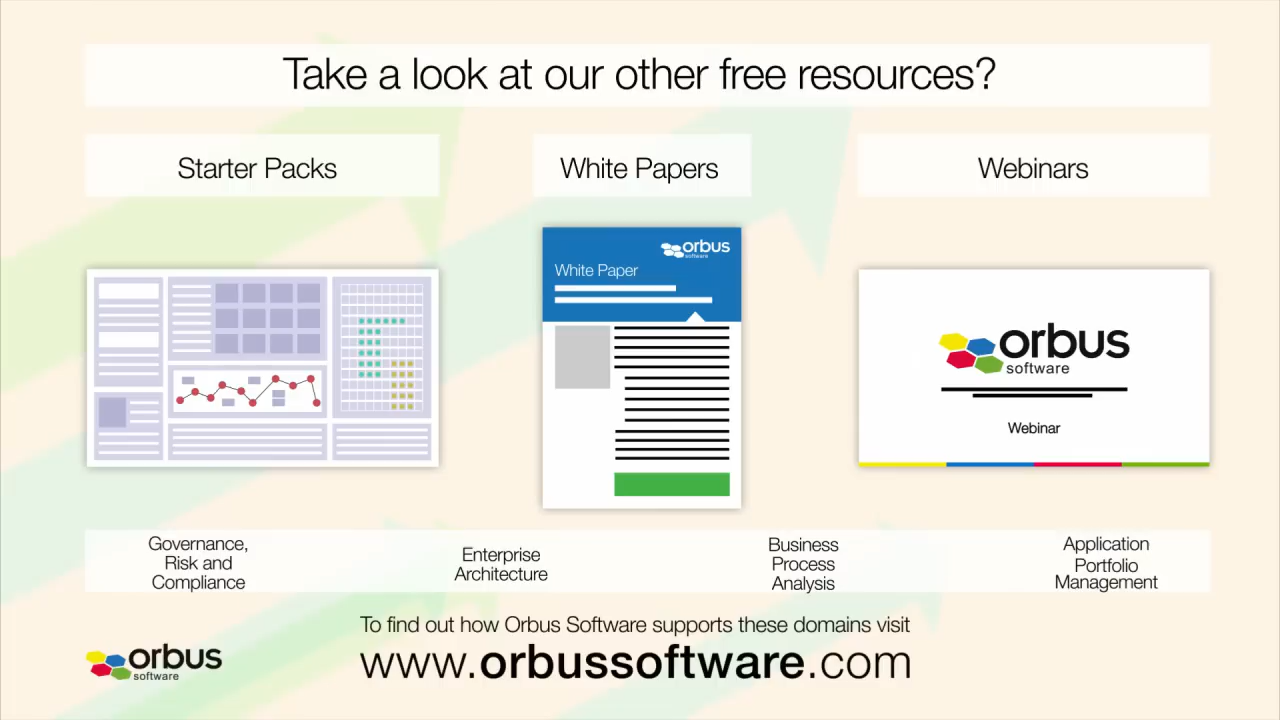 Take a look at our other free resources?
Starter Packs
White Papers
Webinars
orbus
software
White Paper
orbus
software
Webinar
Governance,
Risk and
Compliance
Enterprise
Architecture
Business
Process
Analysis
Application
Portfolio
Management
To find out how Orbus Software supports these domains visit
www.orbussoftware.com
orbus
software